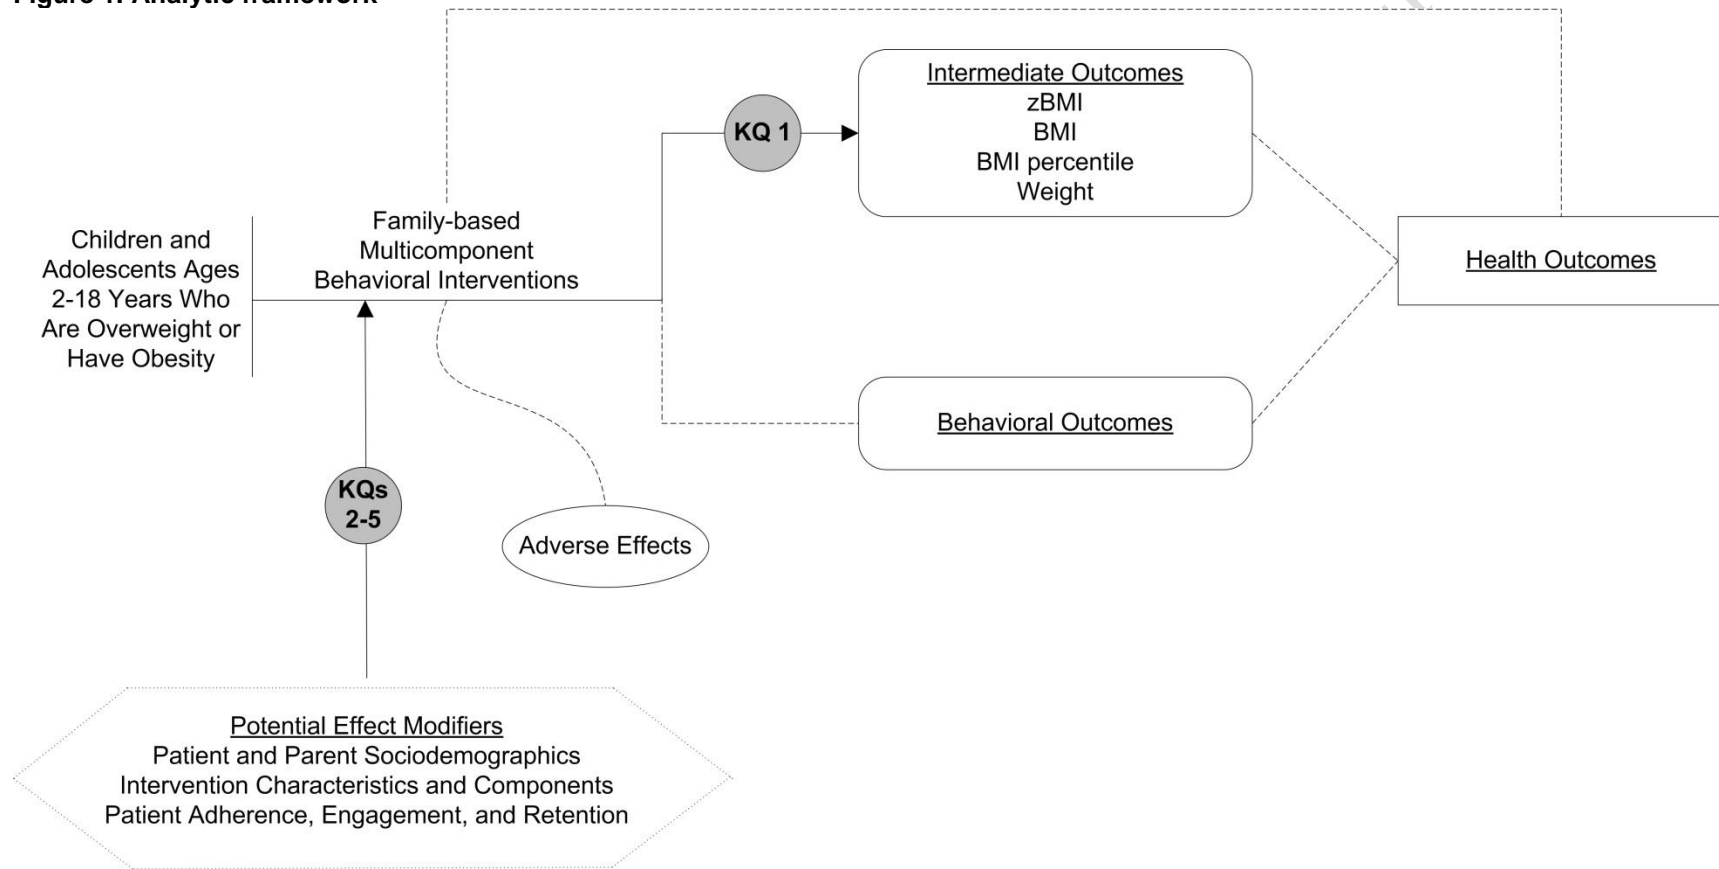 Figure 1. Analytic framework
Intermediate Outcomes
zBMI
BMI
BMI percentile
Weight
KQ 1
Family-based
Multicomponent
Behavioral Interventions
Children and
Adolescents Ages
2-18 Years Who
Are Overweight or
Have Obesity
Health Outcomes
Behavioral Outcomes
KQs
2-5
Adverse Effects
Potential Effect Modifiers
Patient and Parent Sociodemographics
Intervention Characteristics and Components
Patient Adherence, Engagement, and Retention